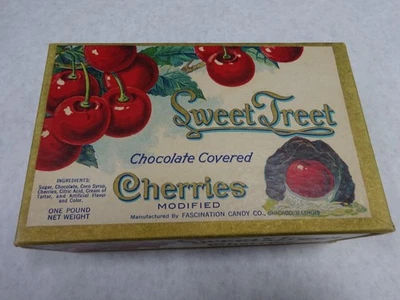 Sweet Treet
Chocolate Covered
Cherries
MODIFIED
Manufactured By FASCINATION CANDY CO.,
INGREDIENTS:
Sugar, Chocolate, Corn Syrup,
Cherries, Citric Acid, Cream of
Tartar, and Artificial Flavor
and Color.
ONE POUND
NET WEIGHT